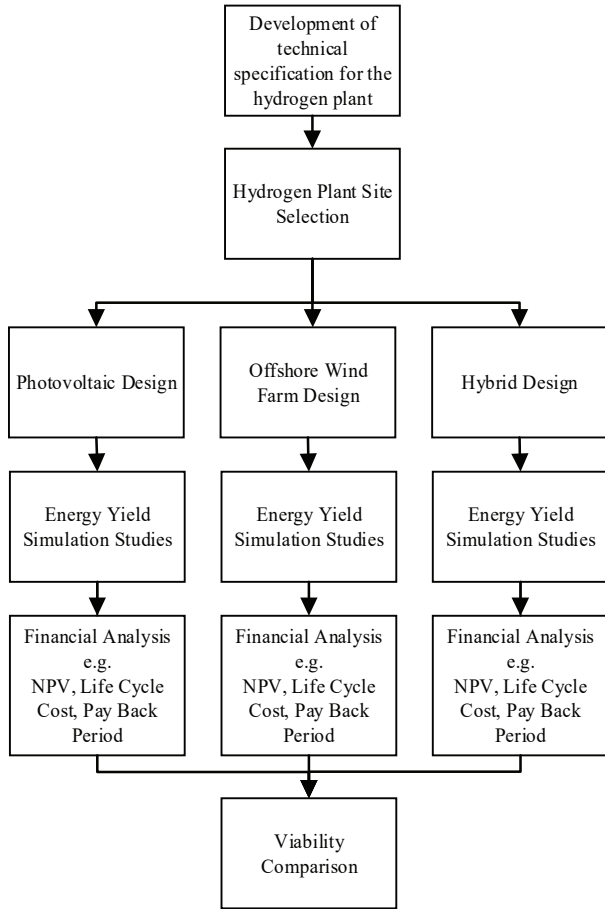 Development of
technical
specification for the
hydrogen plant
Hydrogen Plant Site
Selection
Photovoltaic Design
Offshore Wind
Farm Design
Hybrid Design
Energy Yield
Simulation Studies
Energy Yield
Simulation Studies
Energy Yield
Simulation Studies
Financial Analysis
e.g.
NPV, Life Cycle
Cost, Pay Back
Period
Financial Analysis
e.g.
NPV, Life Cycle
Cost, Pay Back
Period
Financial Analysis
e.g.
NPV, Life Cycle
Cost, Pay Back
Period
Viability
Comparison